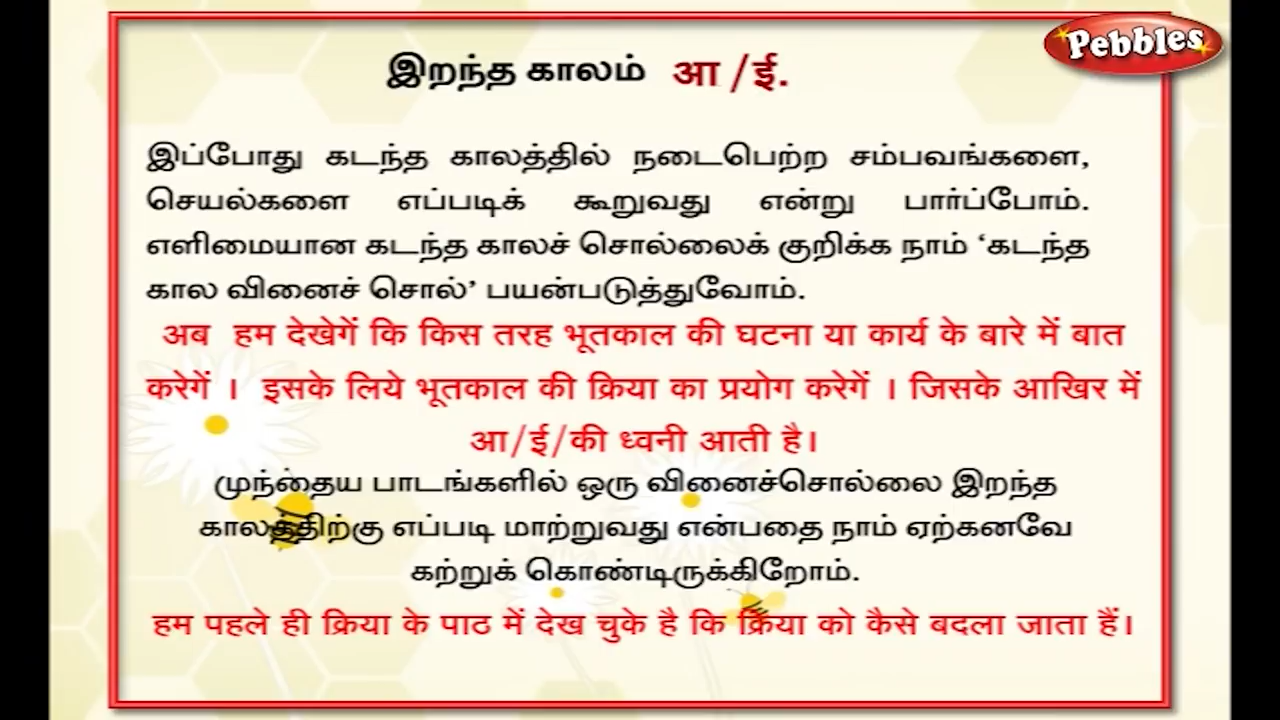 Pebbles
இறந்த காலம் आ /ई.
இப்போது கடந்த காலத்தில் நடைபெற்ற சம்பவங்களை,
செயல்களை எப்படிக் கூறுவது என்று பார்ப்போம்.
எளிமையான கடந்த காலச் சொல்லைக் குறிக்க நாம் ‘கடந்த
கால வினைச் சொல்’ பயன்படுத்துவோம்.
अब हम देखेगें कि किस तरह भूतकाल की घटना या कार्य के बारे में बात
करेगें । इसके लिये भूतकाल की क्रिया का प्रयोग करेगें । जिसके आखिर में
आ/ई/की ध्वनी आती है।
முந்தைய பாடங்களில் ஒரு வினைச்சொல்லை இறந்த
காலத்திற்கு எப்படி மாற்றுவது என்பதை நாம் ஏற்கனவே
கற்றுக் கொண்டிருக்கிறோம்.
हम पहले ही क्रिया के पाठ में देख चुके है कि क्रिया को कैसे बदला जाता हैं।